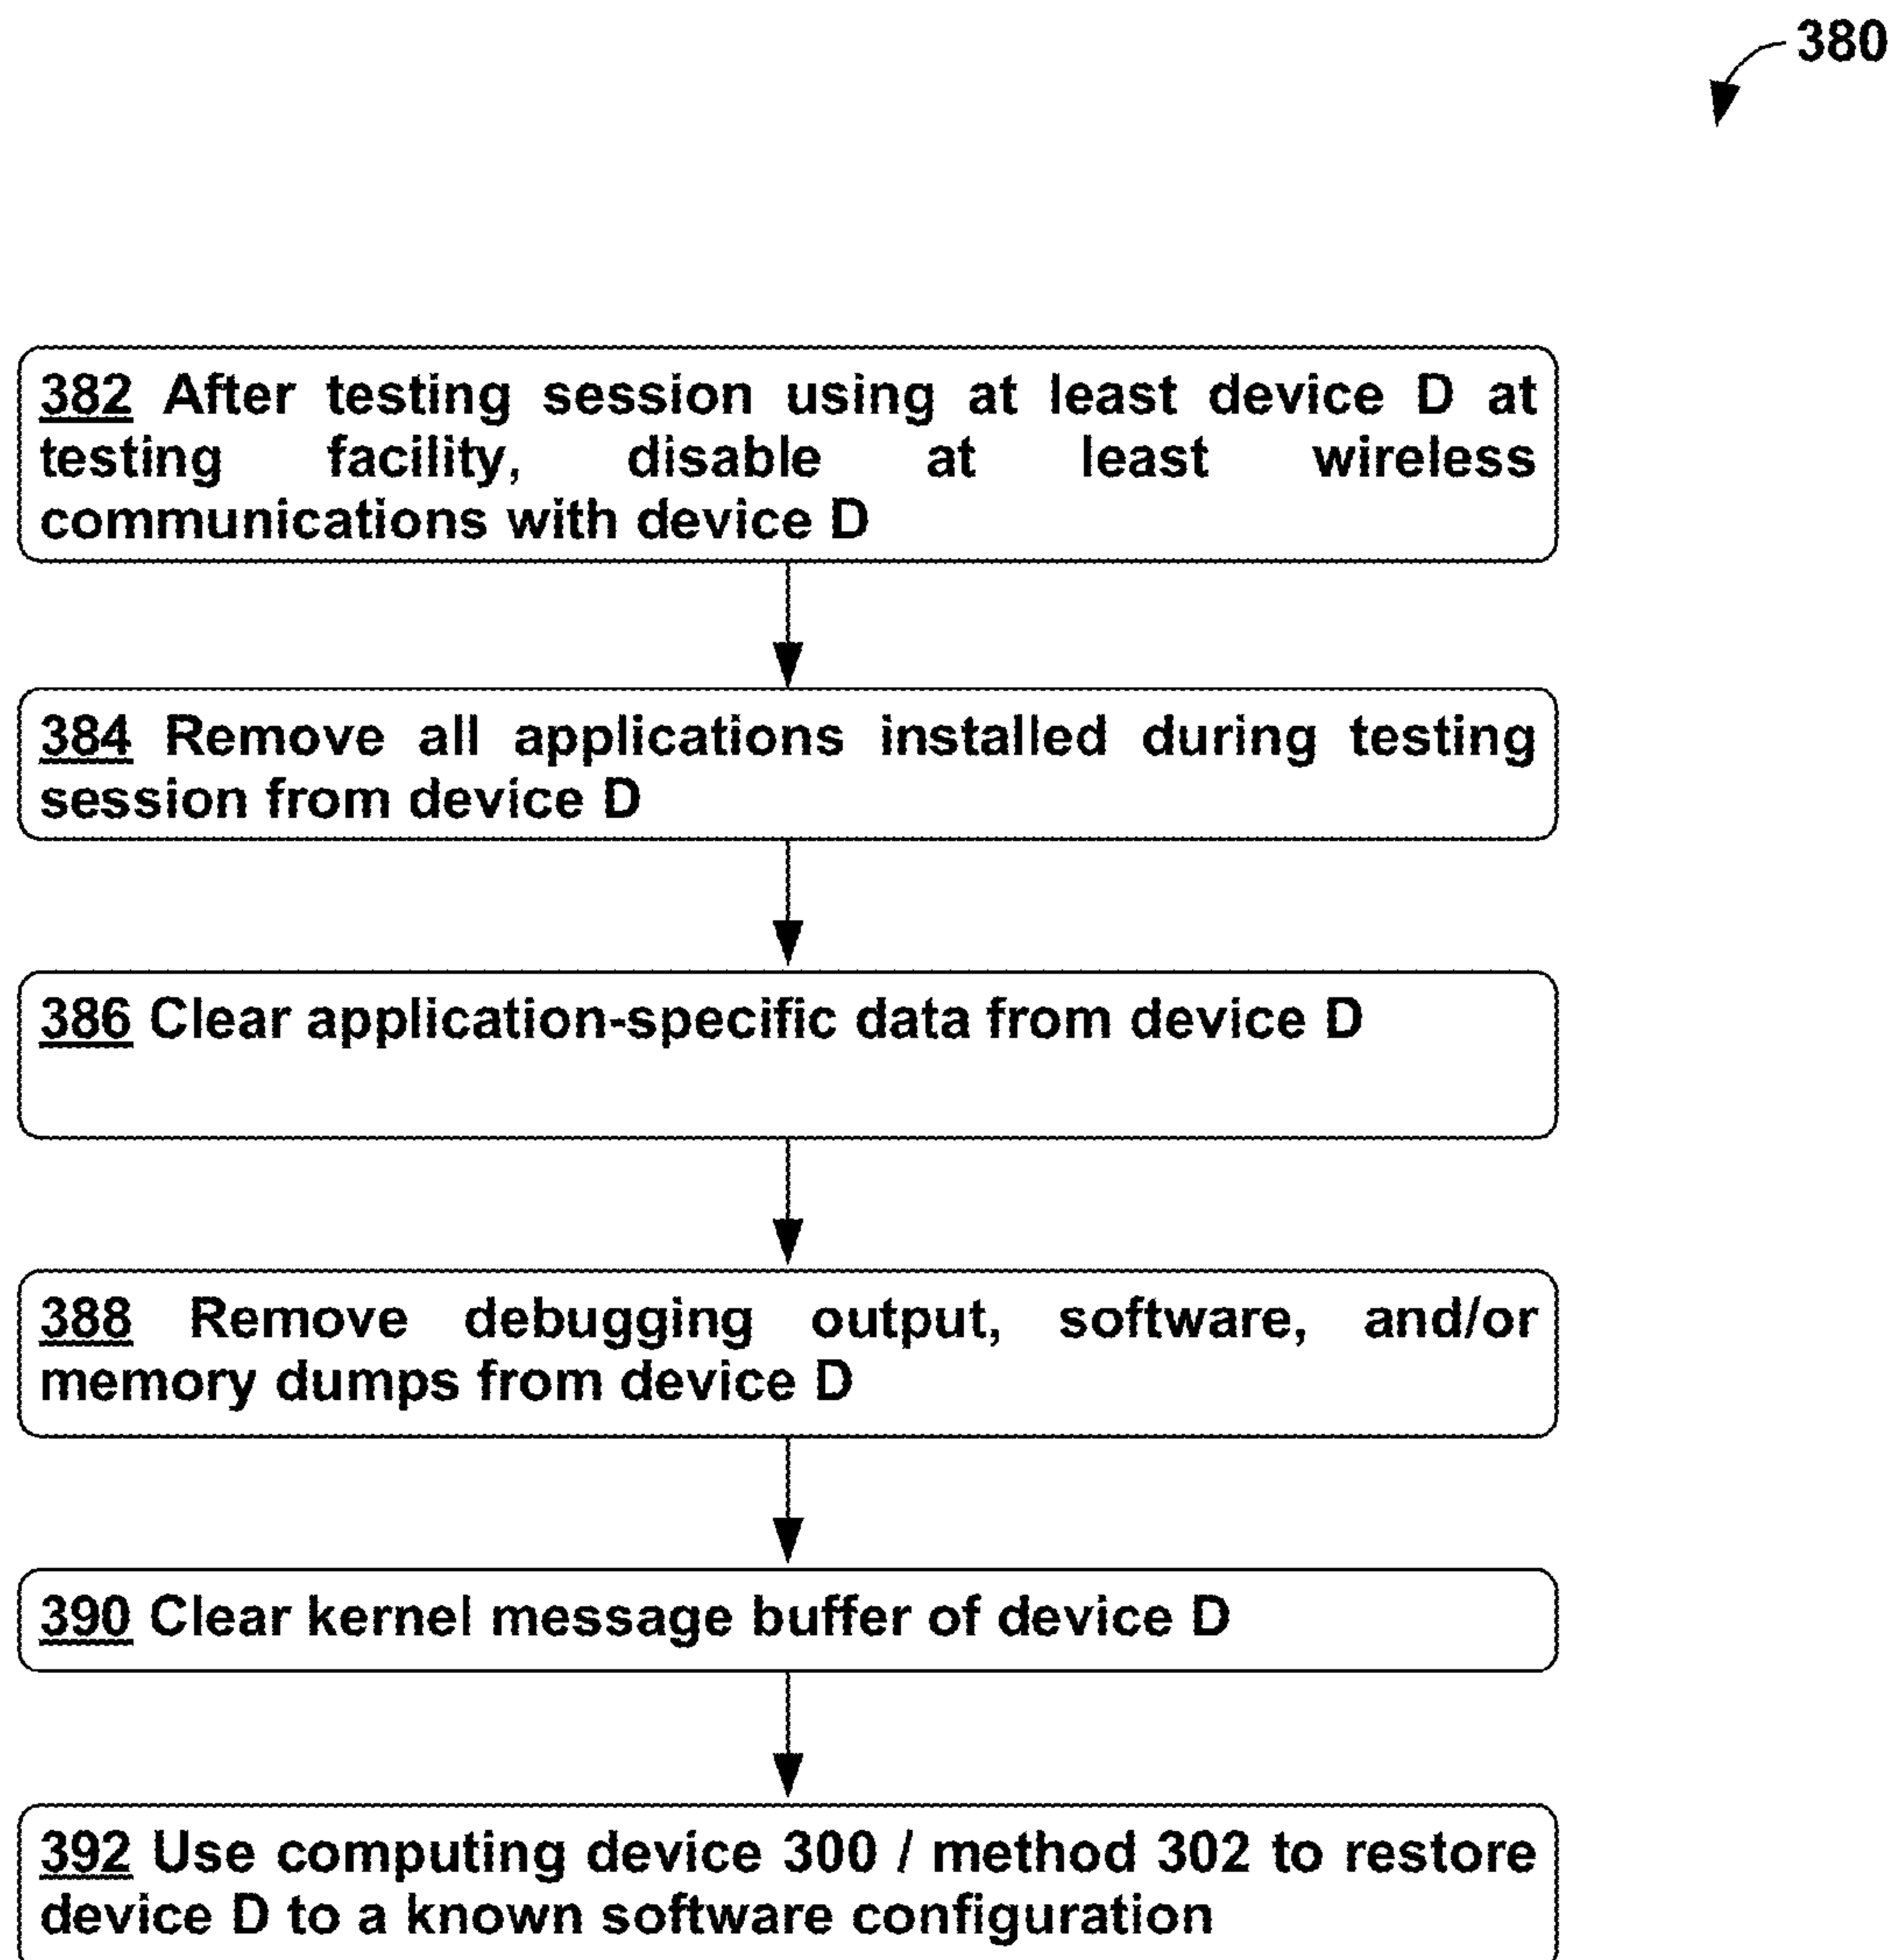 380
382 After testing session using at least device D at
testing facility, disable at least wireless
communications with device D
384 Remove all applications installed during testing
session from device D
386 Clear application-specific data from device D
388 Remove debugging output, software, and/or
memory dumps from device D
390 Clear kernel message buffer of device D
392 Use computing device 300 / method 302 to restore
device D to a known software configuration